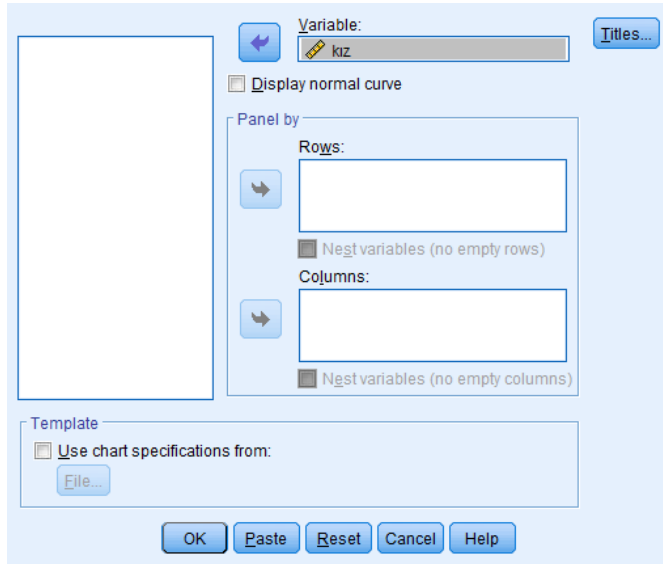 Variable:
Titles...
kız
Display normal curve
Panel by
Rows:
Nest variables (no empty rows)
Columns:
Nest variables (no empty columns)
Template
Use chart specifications from:
File...
OK Paste Reset Cancel Help